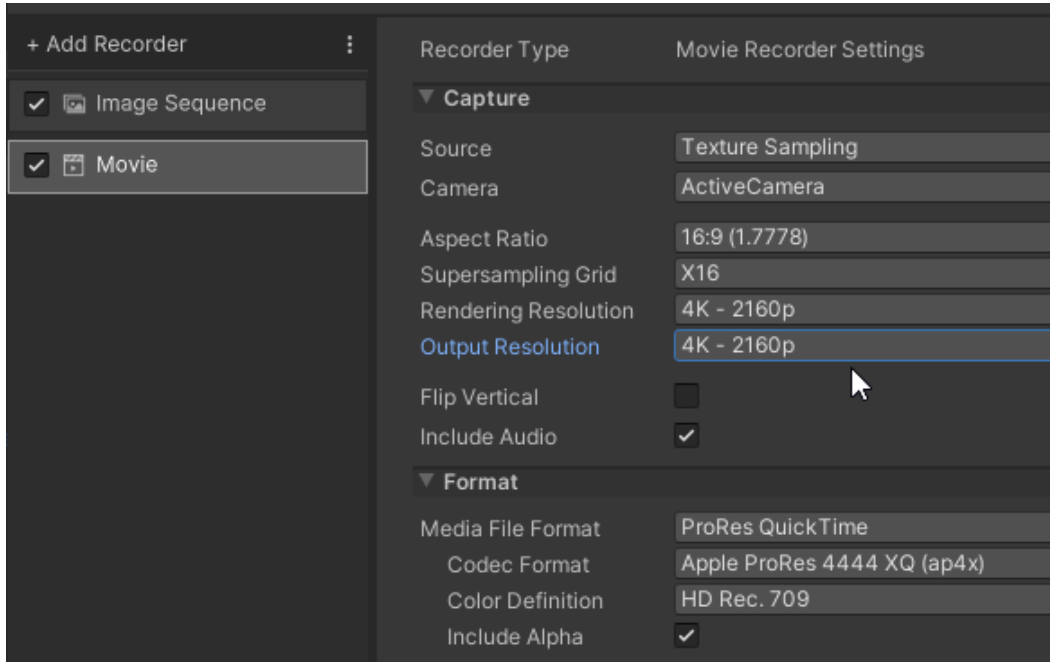 + Add Recorder
Image Sequence
Movie
Recorder Type Movie Recorder Settings
Capture
Source Texture Sampling
Camera ActiveCamera
Aspect Ratio 16:9 (1.7778)
Supersampling Grid X16
Rendering Resolution 4K - 2160p
Output Resolution 4K - 2160p
Flip Vertical
Include Audio
Format
Media File Format ProRes QuickTime
Codec Format Apple ProRes 4444 XQ (ap4x)
Color Definition HD Rec. 709
Include Alpha